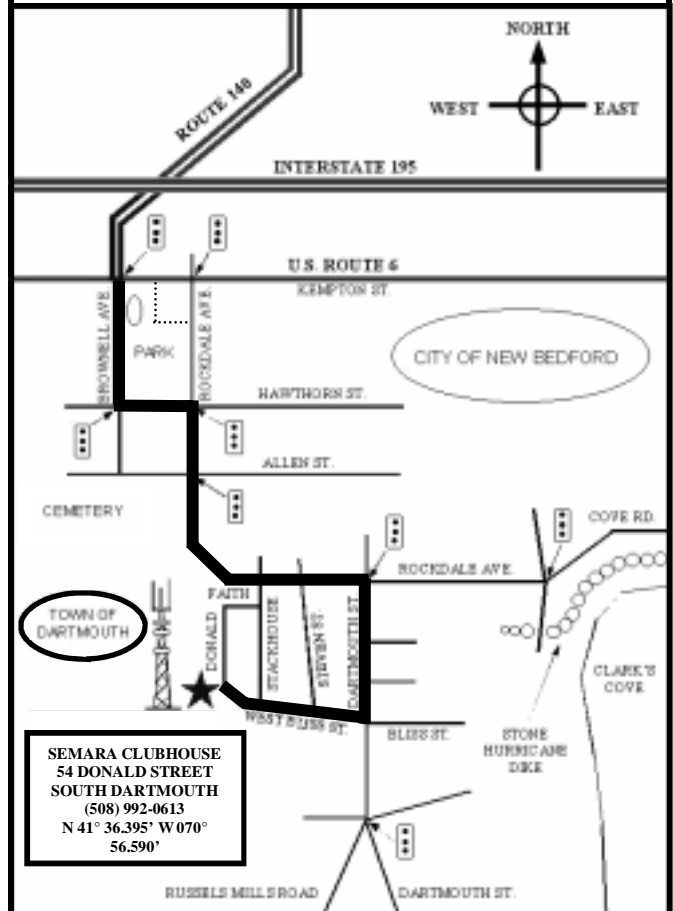 NORTH
WEST
EAST
ROUTE 140
INTERSTATE 195
U.S. ROUTE 6
KEMPTON ST.
BROWNELL AVE.
PARK
ROCKDALE AVE.
CITY OF NEW BEDFORD
HAWTHORN ST.
ALLEN ST.
CEMETERY
COVE RD.
ROCKDALE AVE.
FAITH
TOWN OF
DARTMOUTH
DONALD
STACKHOUSE
STEVEN ST.
DARTMOUTH ST.
CLARK'S
COVE
WEST BLISS ST.
BLISS ST.
STONE
HURRICANE
DIKE
SEMARA CLUBHOUSE
54 DONALD STREET
SOUTH DARTMOUTH
(508) 992-0613
N 41° 36.395’ W 070°
56.590’
RUSSELS MILLS ROAD
DARTMOUTH ST.